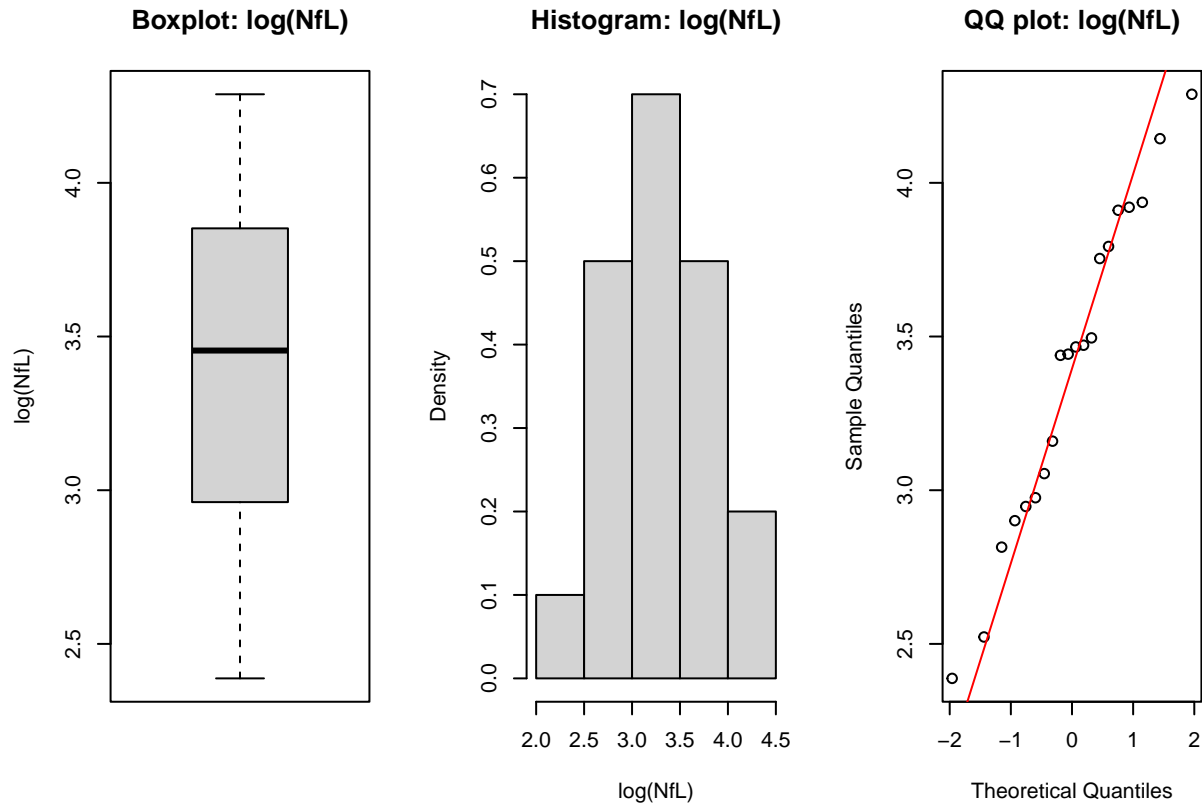 Boxplot: log(NfL)
log(NfL)
2.5
3.0
3.5
4.0
Histogram: log(NfL)
Density
0.0
0.1
0.2
0.3
0.4
0.5
0.6
0.7
2.0 2.5 3.0 3.5 4.0 4.5
log(NfL)
QQ plot: log(NfL)
Sample Quantiles
2.5
3.0
3.5
4.0
−2 −1 0 1 2
Theoretical Quantiles